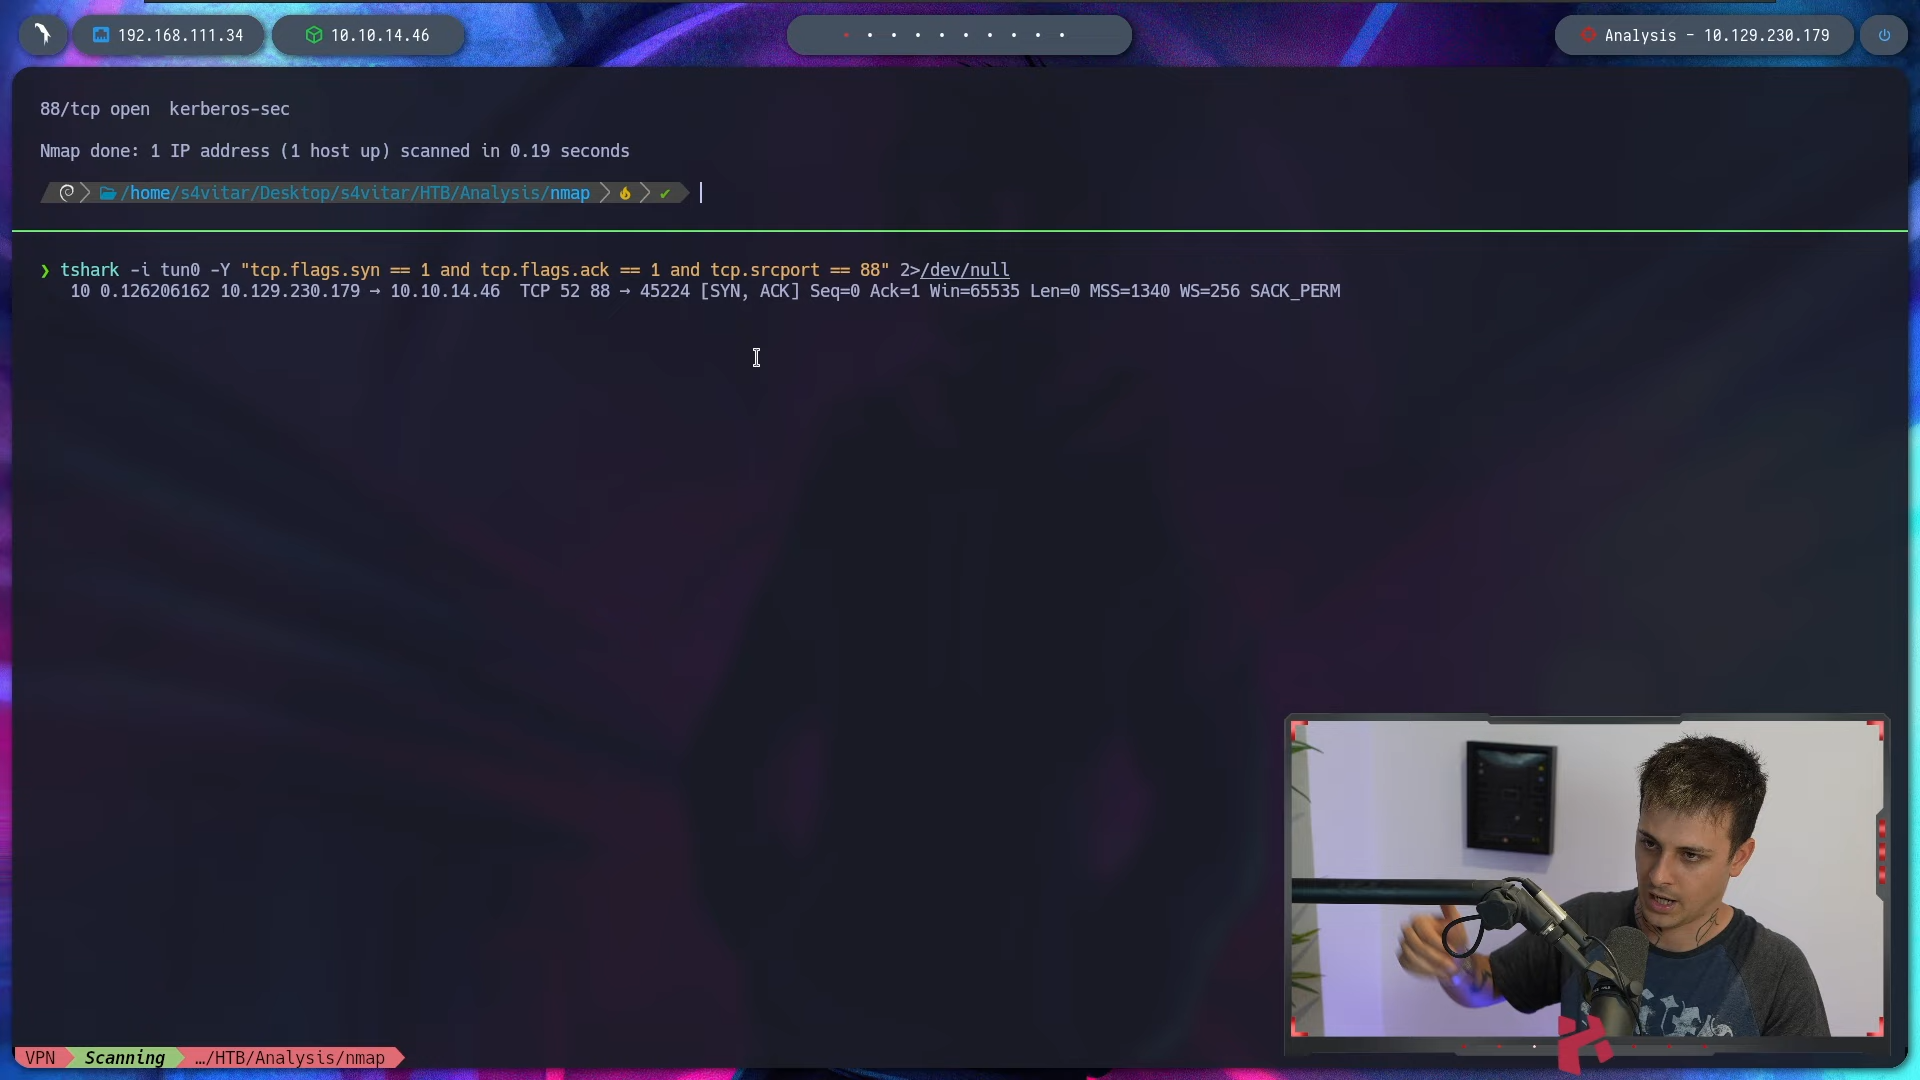 192.168.111.34
10.10.14.46
Analysis - 10.129.230.179
88/tcp open  kerberos-sec
Nmap done: 1 IP address (1 host up) scanned in 0.19 seconds
/home/s4vitar/Desktop/s4vitar/HTB/Analysis/nmap
❯ tshark -i tun0 -Y "tcp.flags.syn == 1 and tcp.flags.ack == 1 and tcp.srcport == 88" 2>/dev/null
10 0.126206162 10.129.230.179 → 10.10.14.46  TCP 52 88 → 45224 [SYN, ACK] Seq=0 Ack=1 Win=65535 Len=0 MSS=1340 WS=256 SACK_PERM
VPN Scanning …/HTB/Analysis/nmap